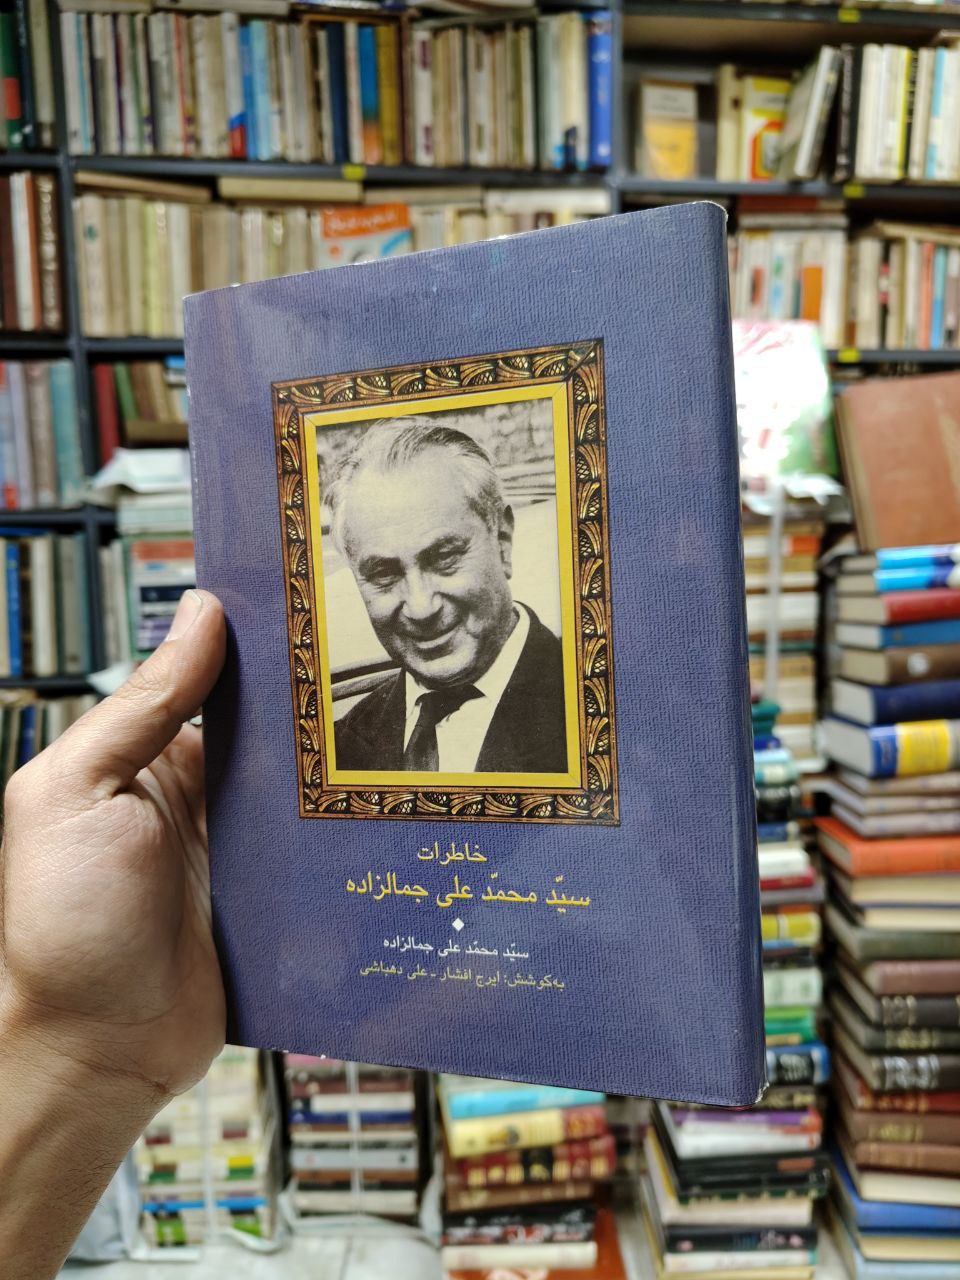 خاطرات
سیّد محمّد علی جمالزاده
سیّد محمّد علی جمالزاده
به‌کوشش: ایرج افشار ـ علی دهباشی